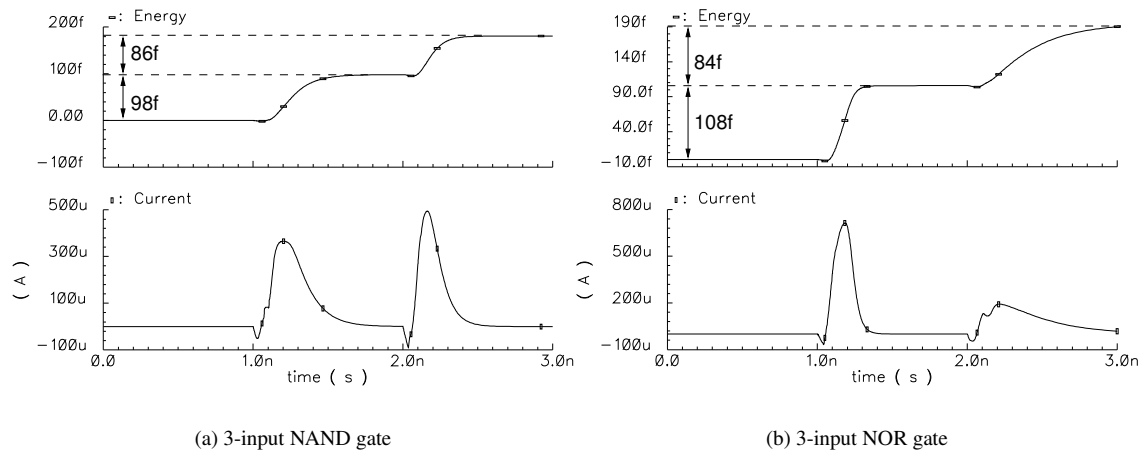 : Energy
200f
100f
0.00
-100f
86f
98f
: Current
500u
300u
100u
-100u
( A )
0.0
1.0n
2.0n
3.0n
time ( s )
(a) 3-input NAND gate
: Energy
190f
140f
90.0f
40.0f
-10.0f
84f
108f
: Current
800u
500u
200u
-100u
( A )
0.0
1.0n
2.0n
3.0n
time ( s )
(b) 3-input NOR gate